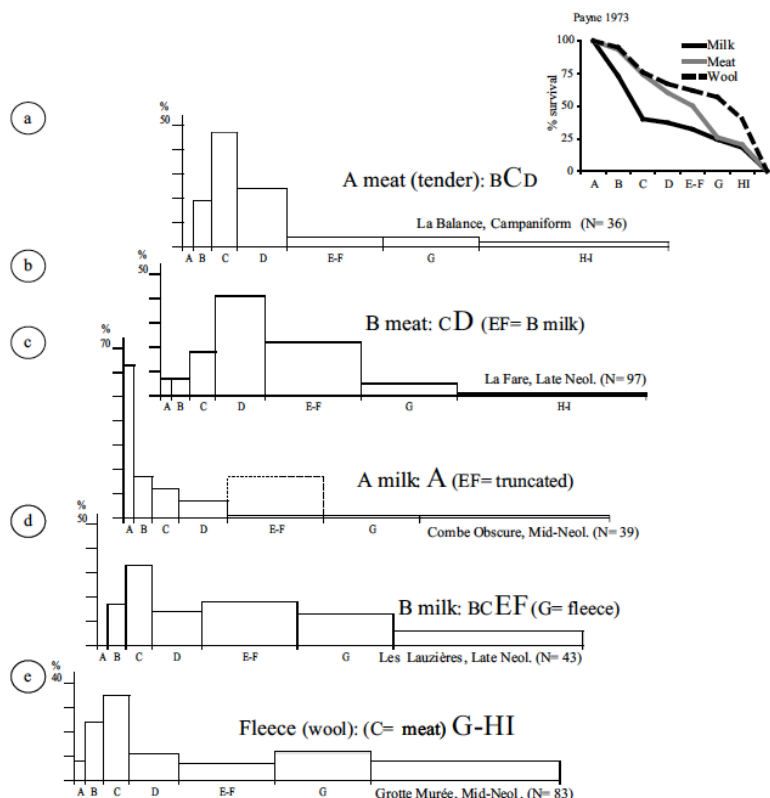 Payne 1973
100
75
50
25
0
% survival
Milk
Meat
Wool
A B C D E-F G HI
a
%
50
A meat (tender): BCD
La Balance, Campaniform (N= 36)
A B C D E-F G H-I
b
%
50
B meat: CD (EF= B milk)
La Fare, Late Neol. (N= 97)
A B C D E-F G H-I
c
%
70
A milk: A (EF= truncated)
A B C D E-F G
Combe Obscure, Mid-Neol. (N= 39)
d
50
B milk: BCEF (G= fleece)
A B C D E-F G
Les Lauzières, Late Neol. (N= 43)
e
%
40
Fleece (wool): (C= meat) G-HI
A B C D E-F G
Grotte Murée, Mid-Neol. (N= 83)